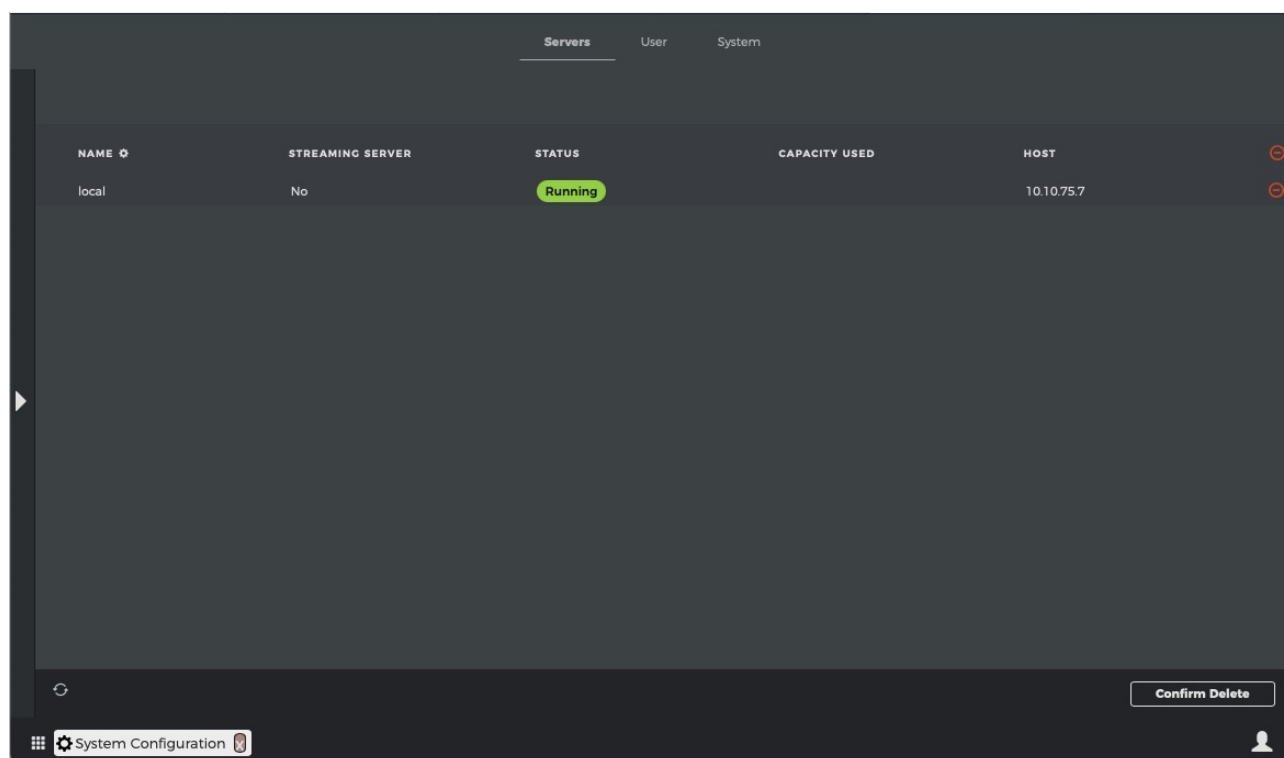 Servers User System
NAME STREAMING SERVER STATUS CAPACITY USED HOST
local No Running 10.10.75.7
Confirm Delete
System Configuration